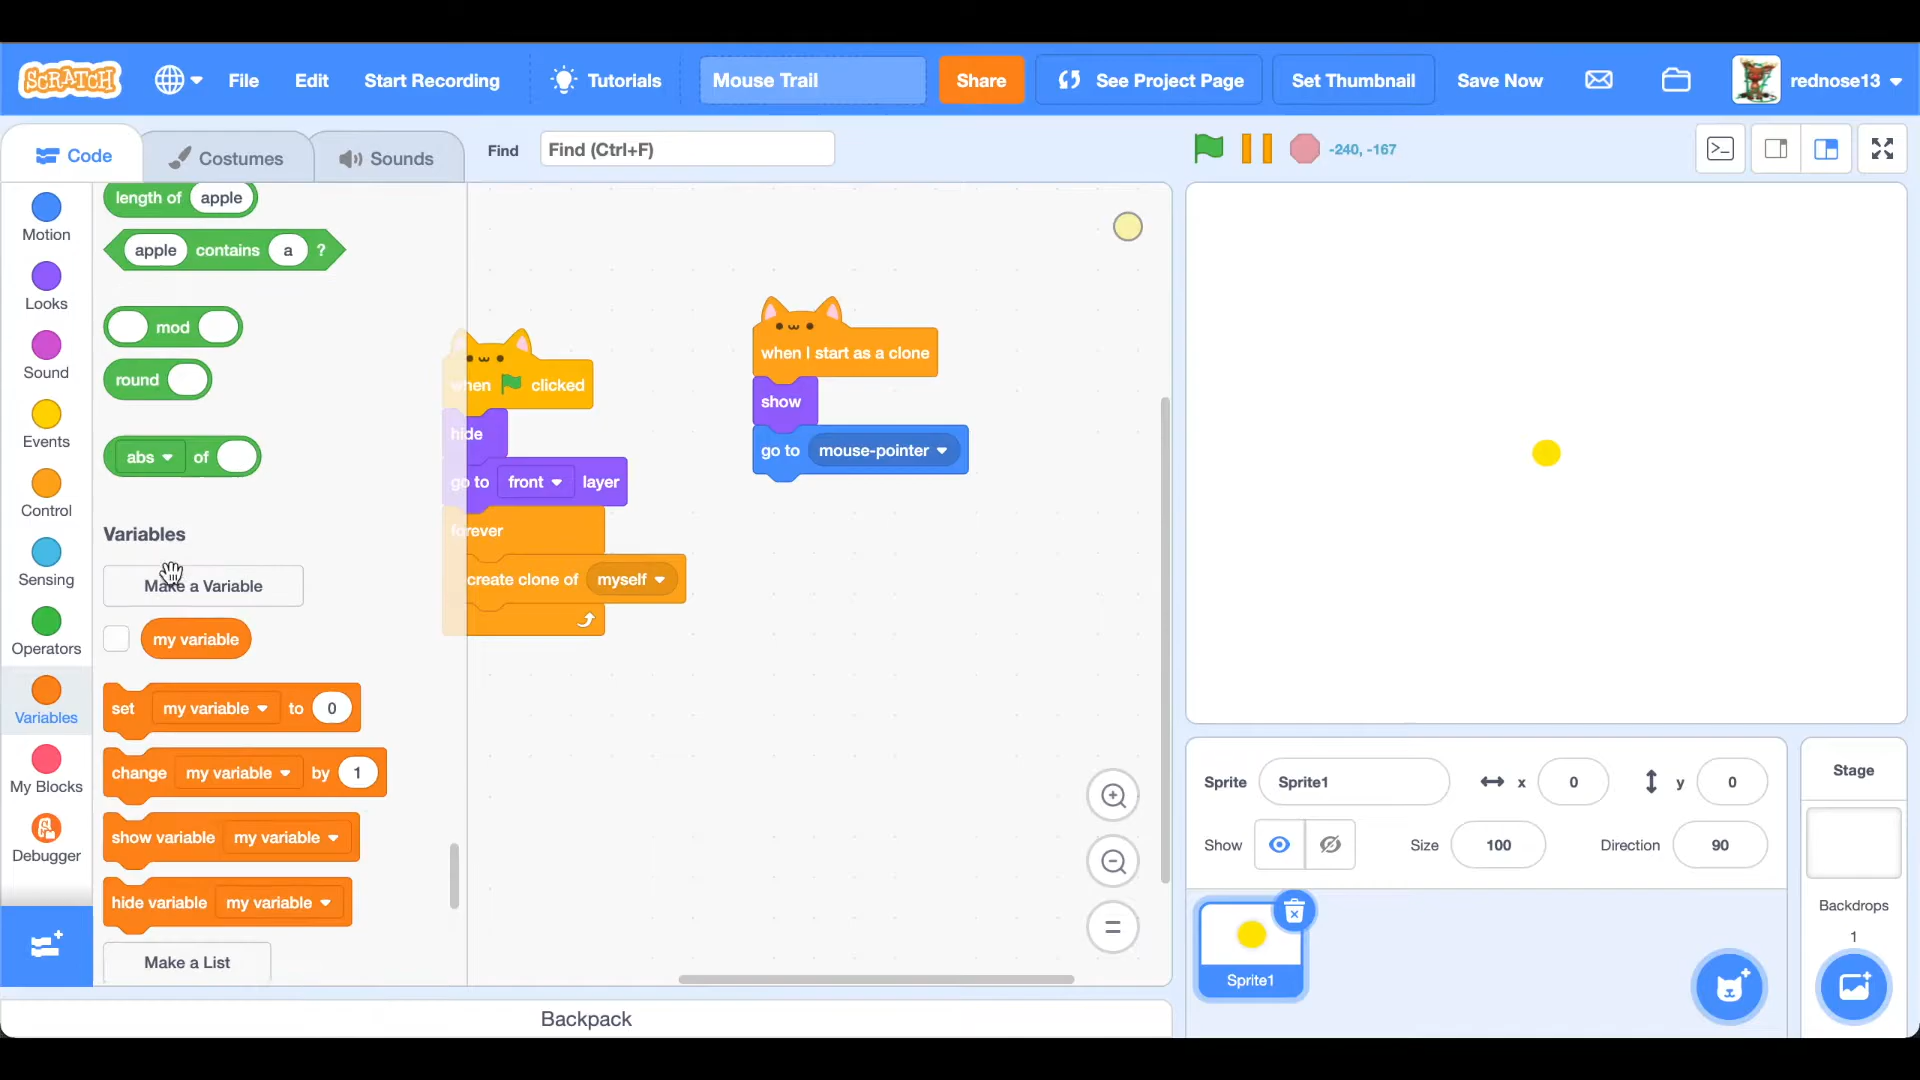 SCRATCH File Edit Start Recording Tutorials Mouse Trail Share See Project Page Set Thumbnail Save Now rednose13
Code Costumes Sounds Find Find (Ctrl+F) -240, -167
Motion
Looks
Sound
Events
Control
Sensing
Operators
Variables
My Blocks
Debugger
length of apple
apple contains a ?
mod
round
abs of
Variables
Make a Variable
my variable
set my variable to 0
change my variable by 1
show variable my variable
hide variable my variable
Make a List
when clicked
hide
go to front layer
forever
create clone of myself
when I start as a clone
show
go to mouse-pointer
Backpack
Sprite Sprite1 x 0 y 0
Show Size 100 Direction 90
Sprite1
Stage
Backdrops
1